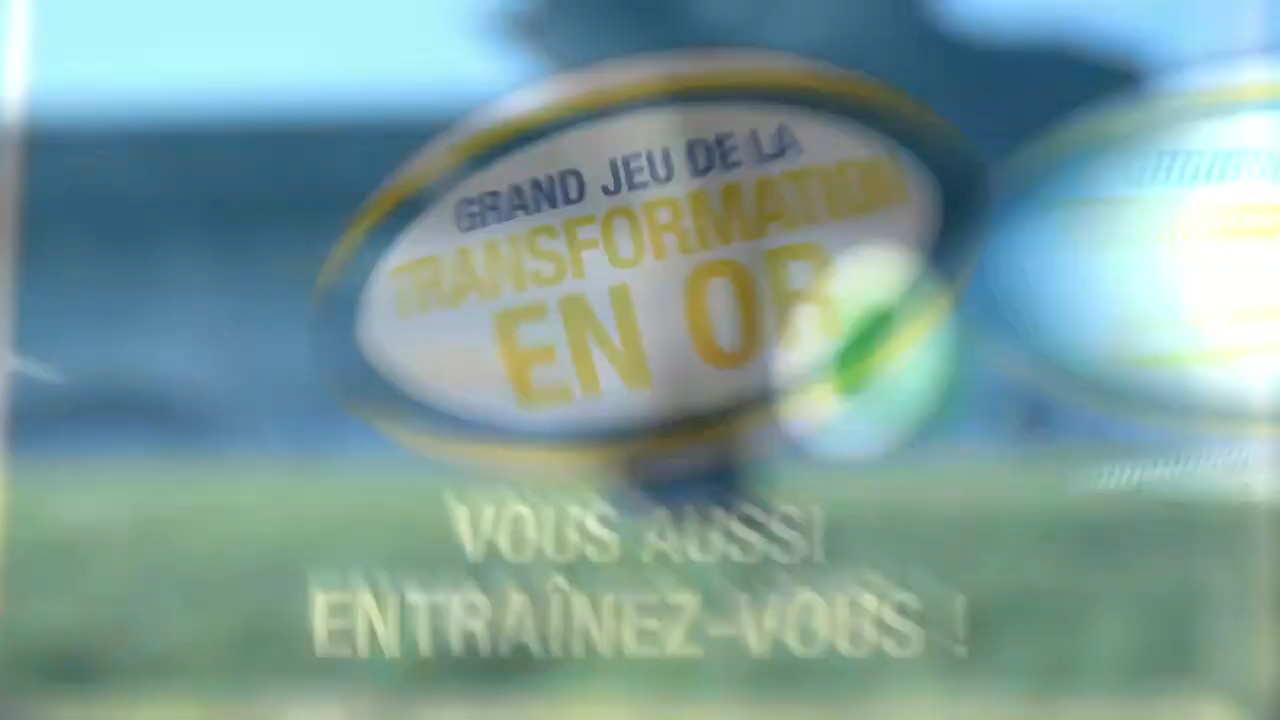 GRAND JEU DE LA
TRANSFORMATION
EN OR
VOUS AUSSI
ENTRAÎNEZ-VOUS !